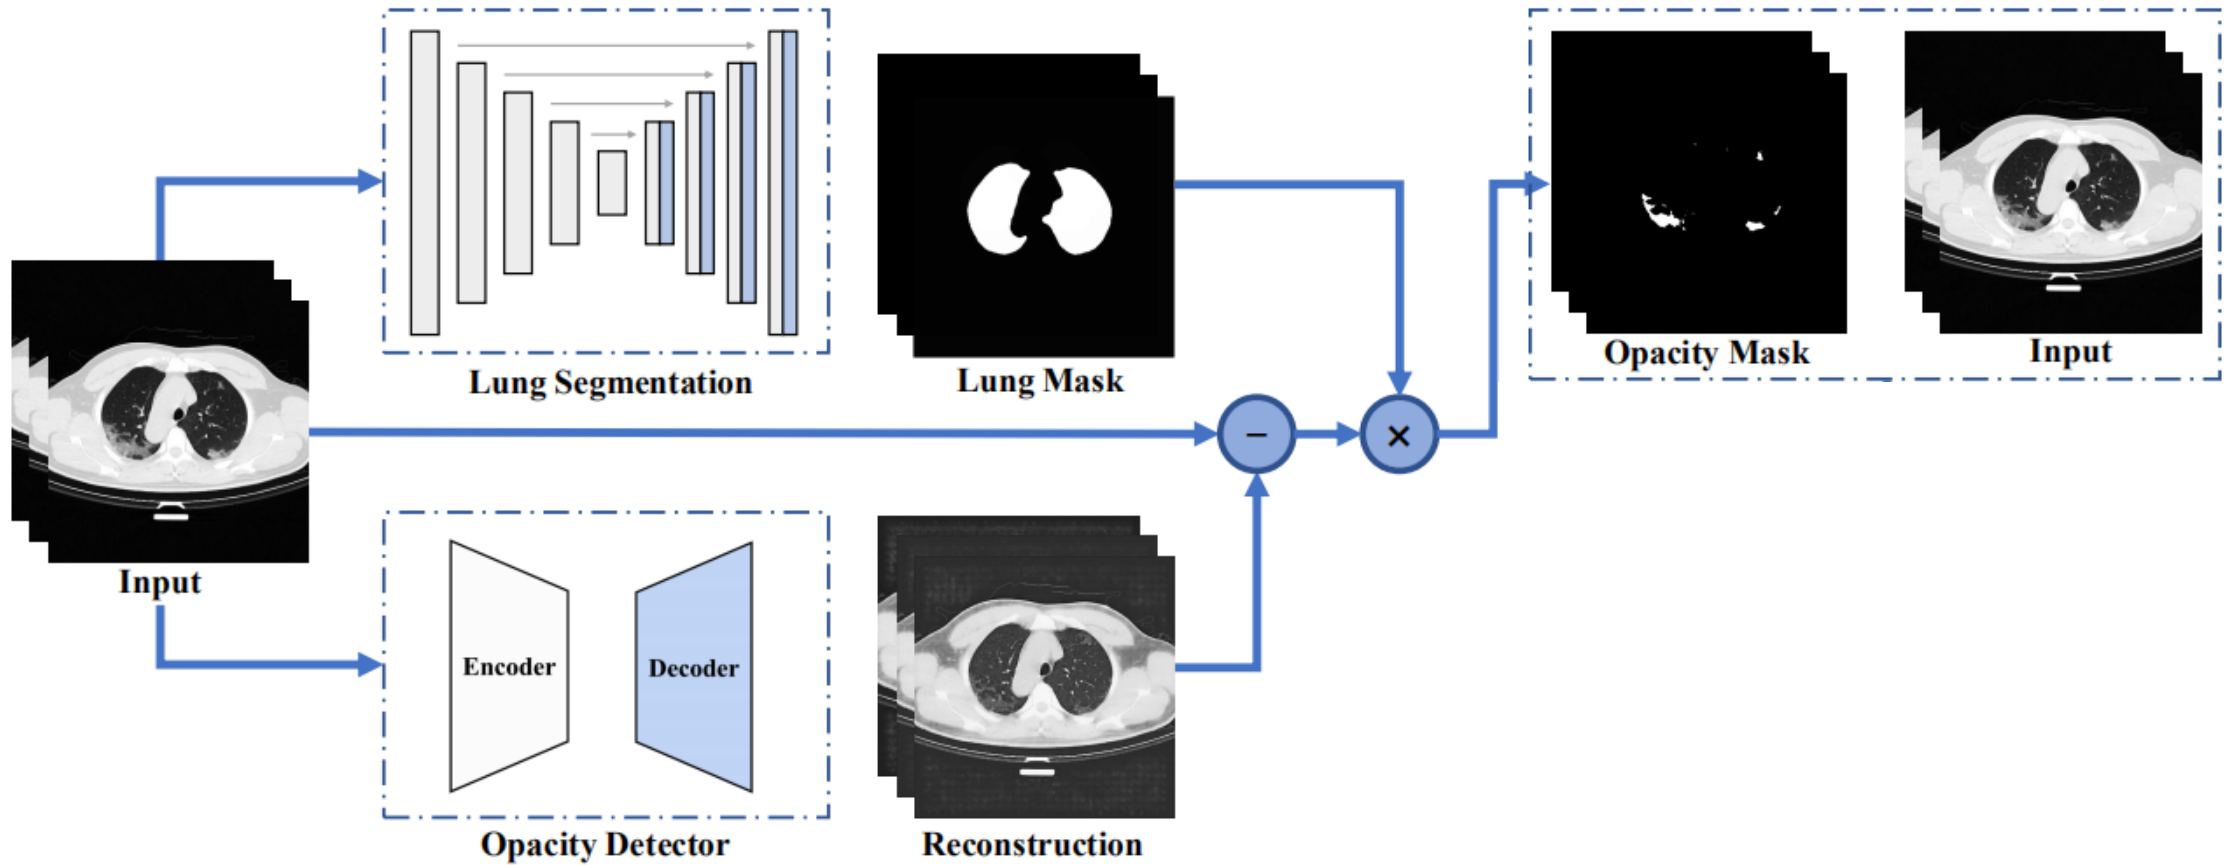 Lung Segmentation
Lung Mask
Opacity Mask
Input
−
×
Input
Encoder
Decoder
Opacity Detector
Reconstruction